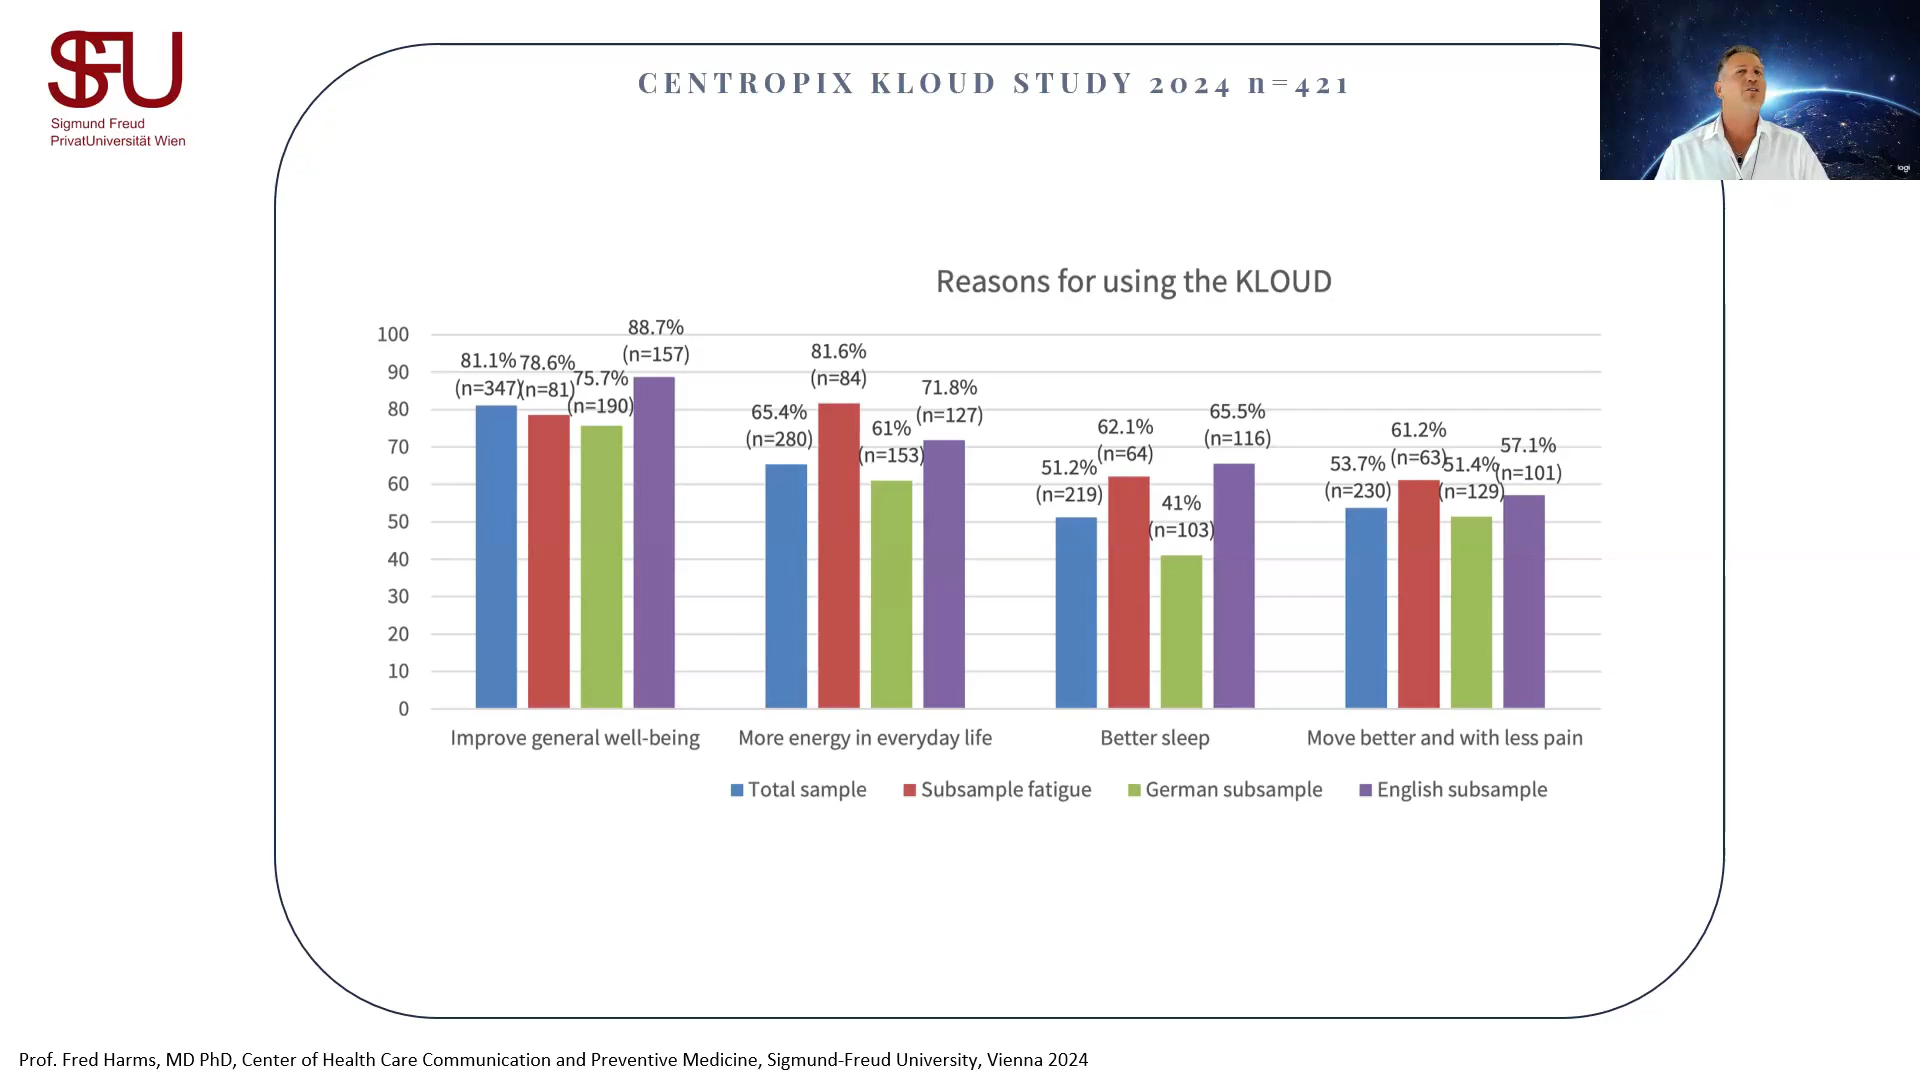 SFU
Sigmund Freud
PrivatUniversität Wien
CENTROPIX KLOUD STUDY 2024 n=421
iagi
Reasons for using the KLOUD
100
90
80
70
60
50
40
30
20
10
0
81.1%
(n=347)
78.6%
(n=81)
75.7%
(n=190)
88.7%
(n=157)
65.4%
(n=280)
81.6%
(n=84)
61%
(n=153)
71.8%
(n=127)
51.2%
(n=219)
62.1%
(n=64)
41%
(n=103)
65.5%
(n=116)
53.7%
(n=230)
61.2%
(n=63)
51.4%
(n=129)
57.1%
(n=101)
Improve general well-being
More energy in everyday life
Better sleep
Move better and with less pain
Total sample
Subsample fatigue
German subsample
English subsample
Prof. Fred Harms, MD PhD, Center of Health Care Communication and Preventive Medicine, Sigmund-Freud University, Vienna 2024